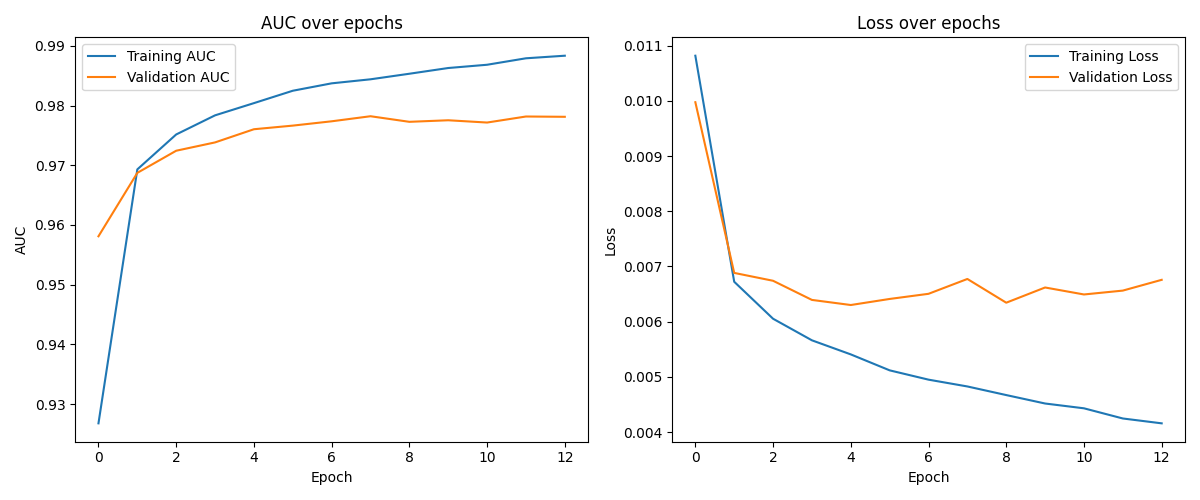 AUC over epochs
0.99
0.98
0.97
0.96
0.95
0.94
0.93
AUC
Training AUC
Validation AUC
0 2 4 6 8 10 12
Epoch
Loss over epochs
0.011
0.010
0.009
0.008
0.007
0.006
0.005
0.004
Loss
Training Loss
Validation Loss
0 2 4 6 8 10 12
Epoch